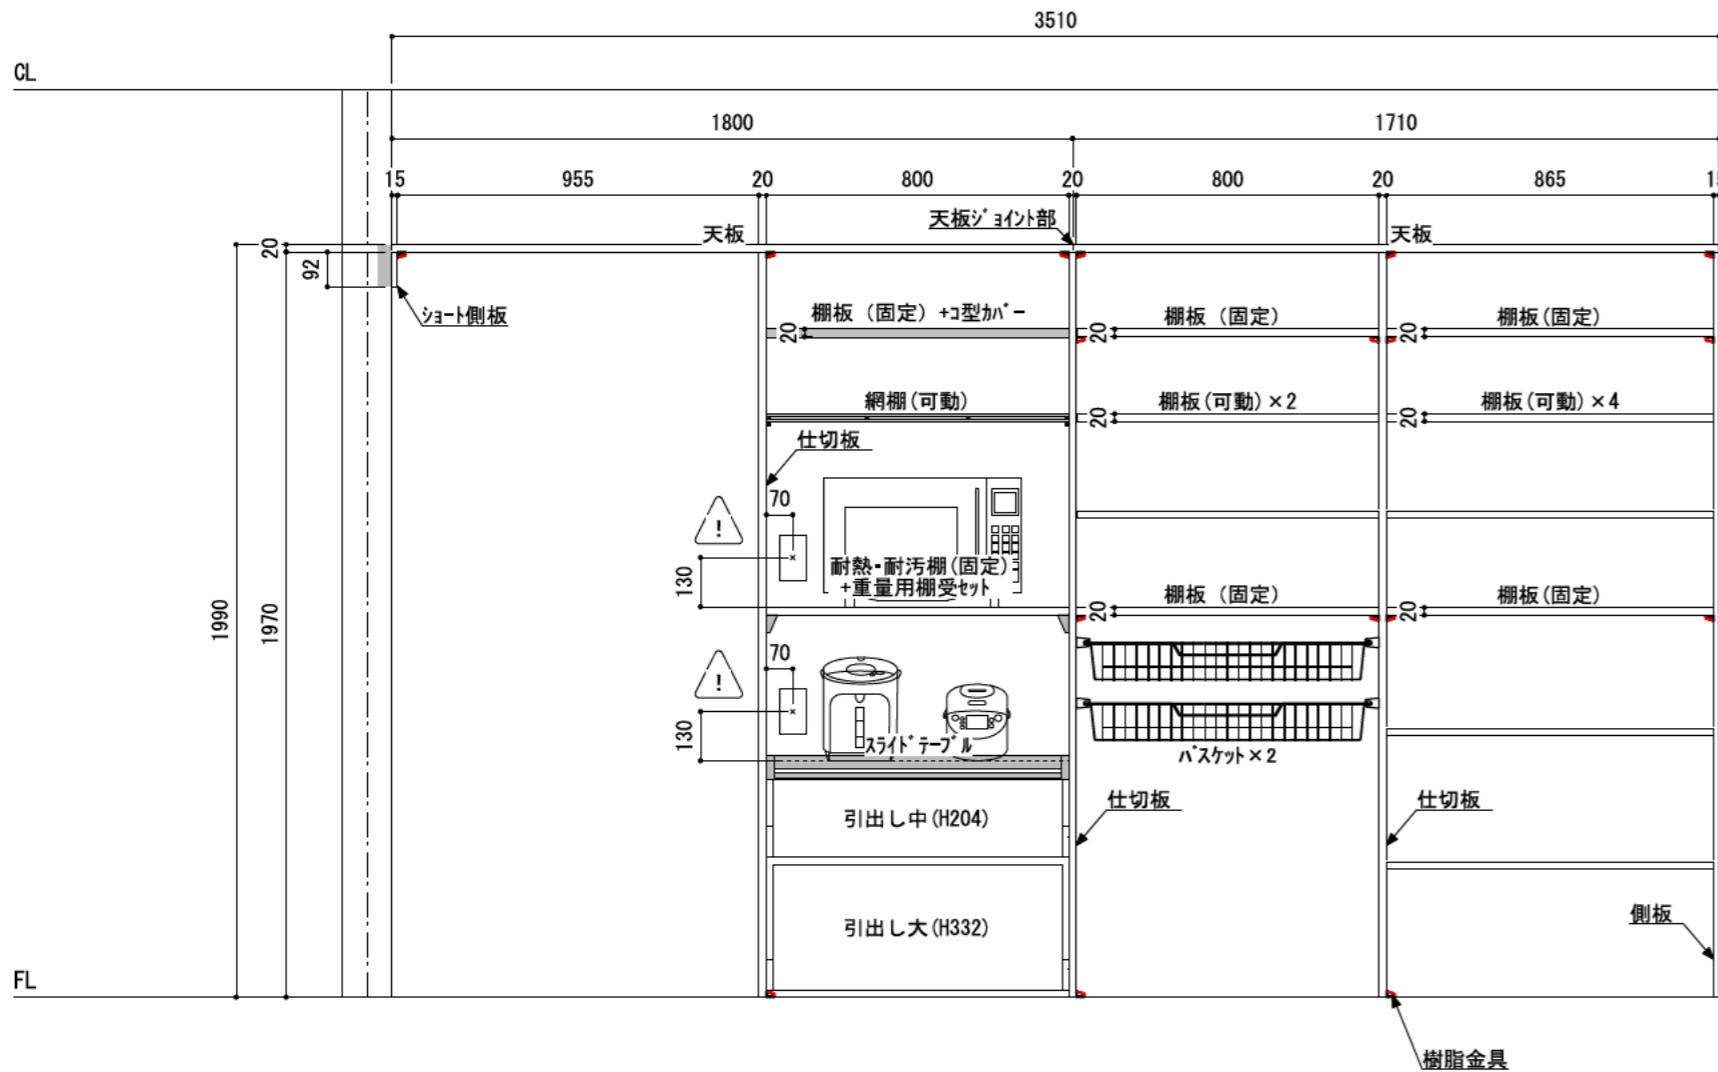 3510
CL
1800
1710
15
955
20
800
20
800
20
865
天板ｼﾞｮｲﾝﾄ部
天板
天板
20
92
ｼｮｰﾄ側板
棚板（固定）+ｺ型ｶﾊﾞｰ
棚板（固定）
棚板(固定)
20
20
20
網棚(可動)
棚板(可動)×2
棚板(可動)×4
20
20
仕切板
70
!
130
耐熱･耐汚棚(固定)
+重量用棚受ｾｯﾄ
棚板（固定）
棚板(固定)
20
20
1990
1970
70
!
130
ｽﾗｲﾄﾞﾃｰﾌﾞﾙ
ﾊﾞｽｹｯﾄ×2
引出し中(H204)
仕切板
仕切板
引出し大(H332)
側板
FL
樹脂金具